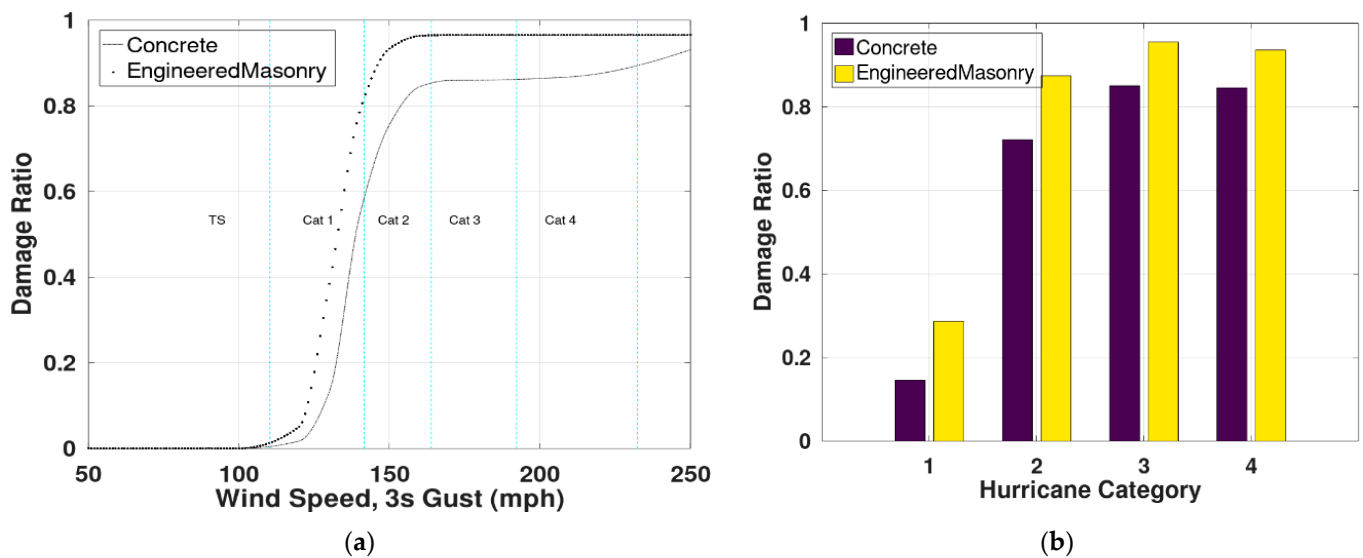 1
0.8
0.6
0.4
0.2
0
Damage Ratio
Concrete
EngineeredMasonry
TS
Cat 1
Cat 2
Cat 3
Cat 4
50 100 150 200 250
Wind Speed, 3s Gust (mph)
(a)
1
0.8
0.6
0.4
0.2
0
Damage Ratio
Concrete
EngineeredMasonry
1 2 3 4
Hurricane Category
(b)